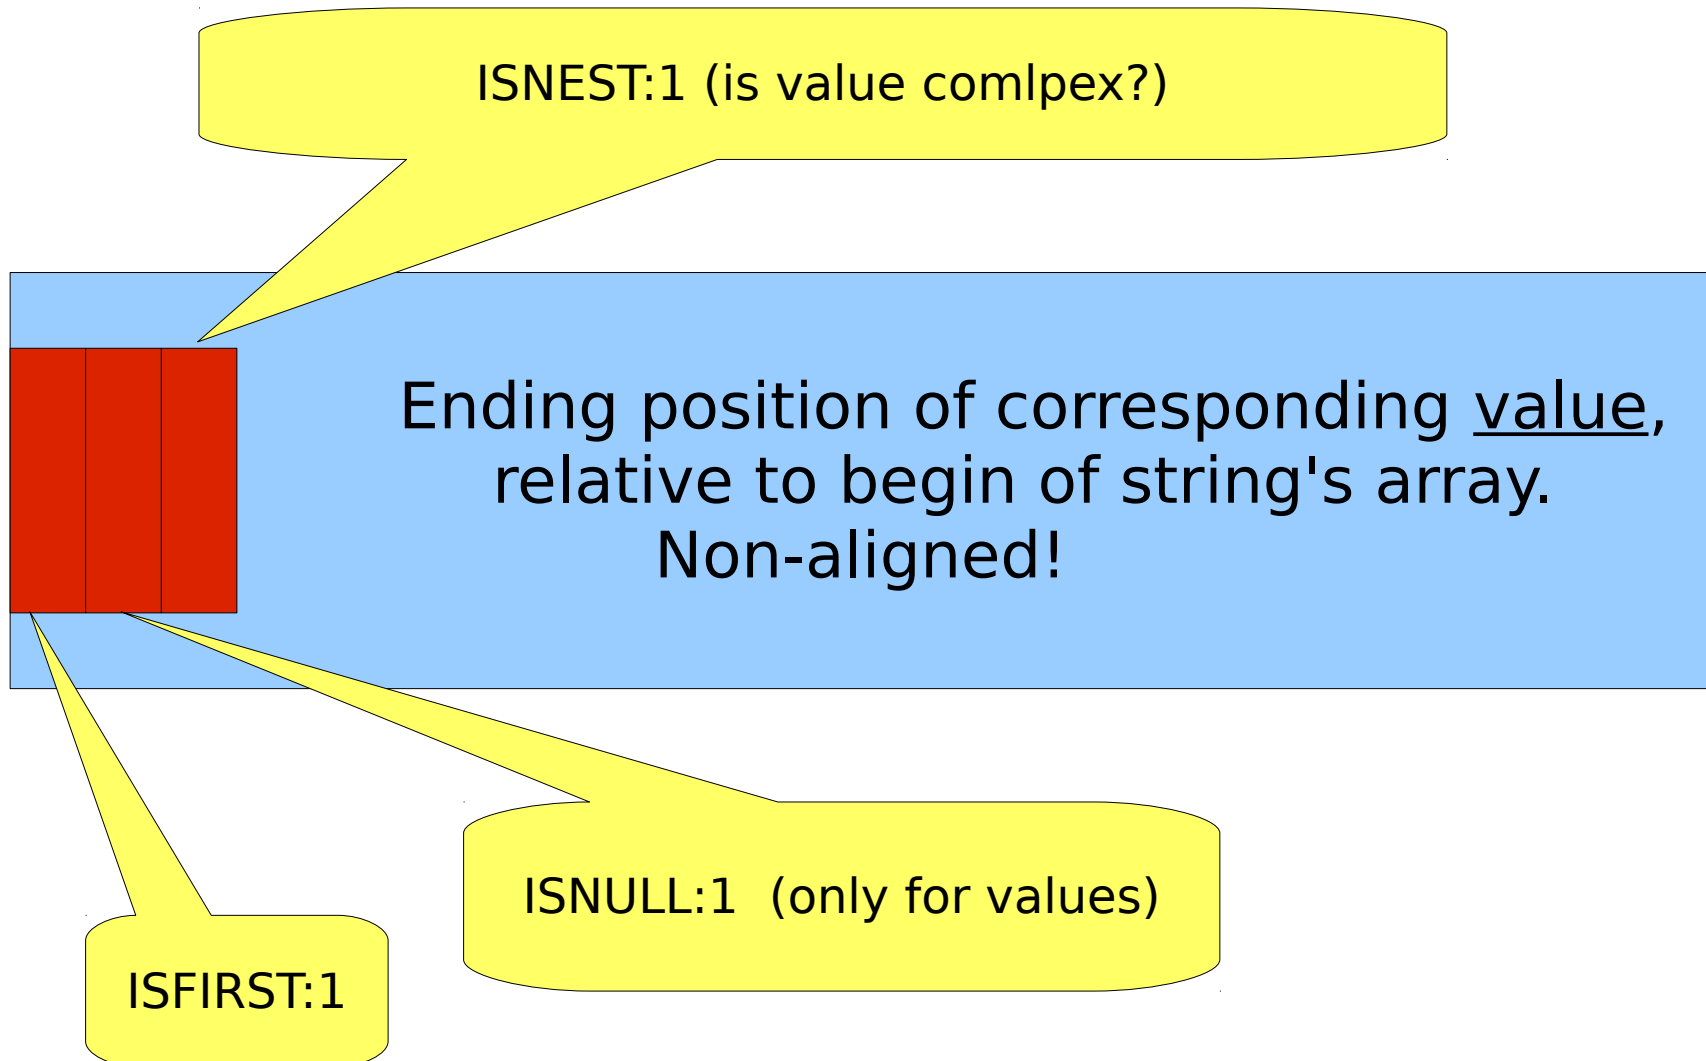 ISNEST:1 (is value comlpex?)
Ending position of corresponding value,
relative to begin of string's array.
Non-aligned!
ISNULL:1  (only for values)
ISFIRST:1